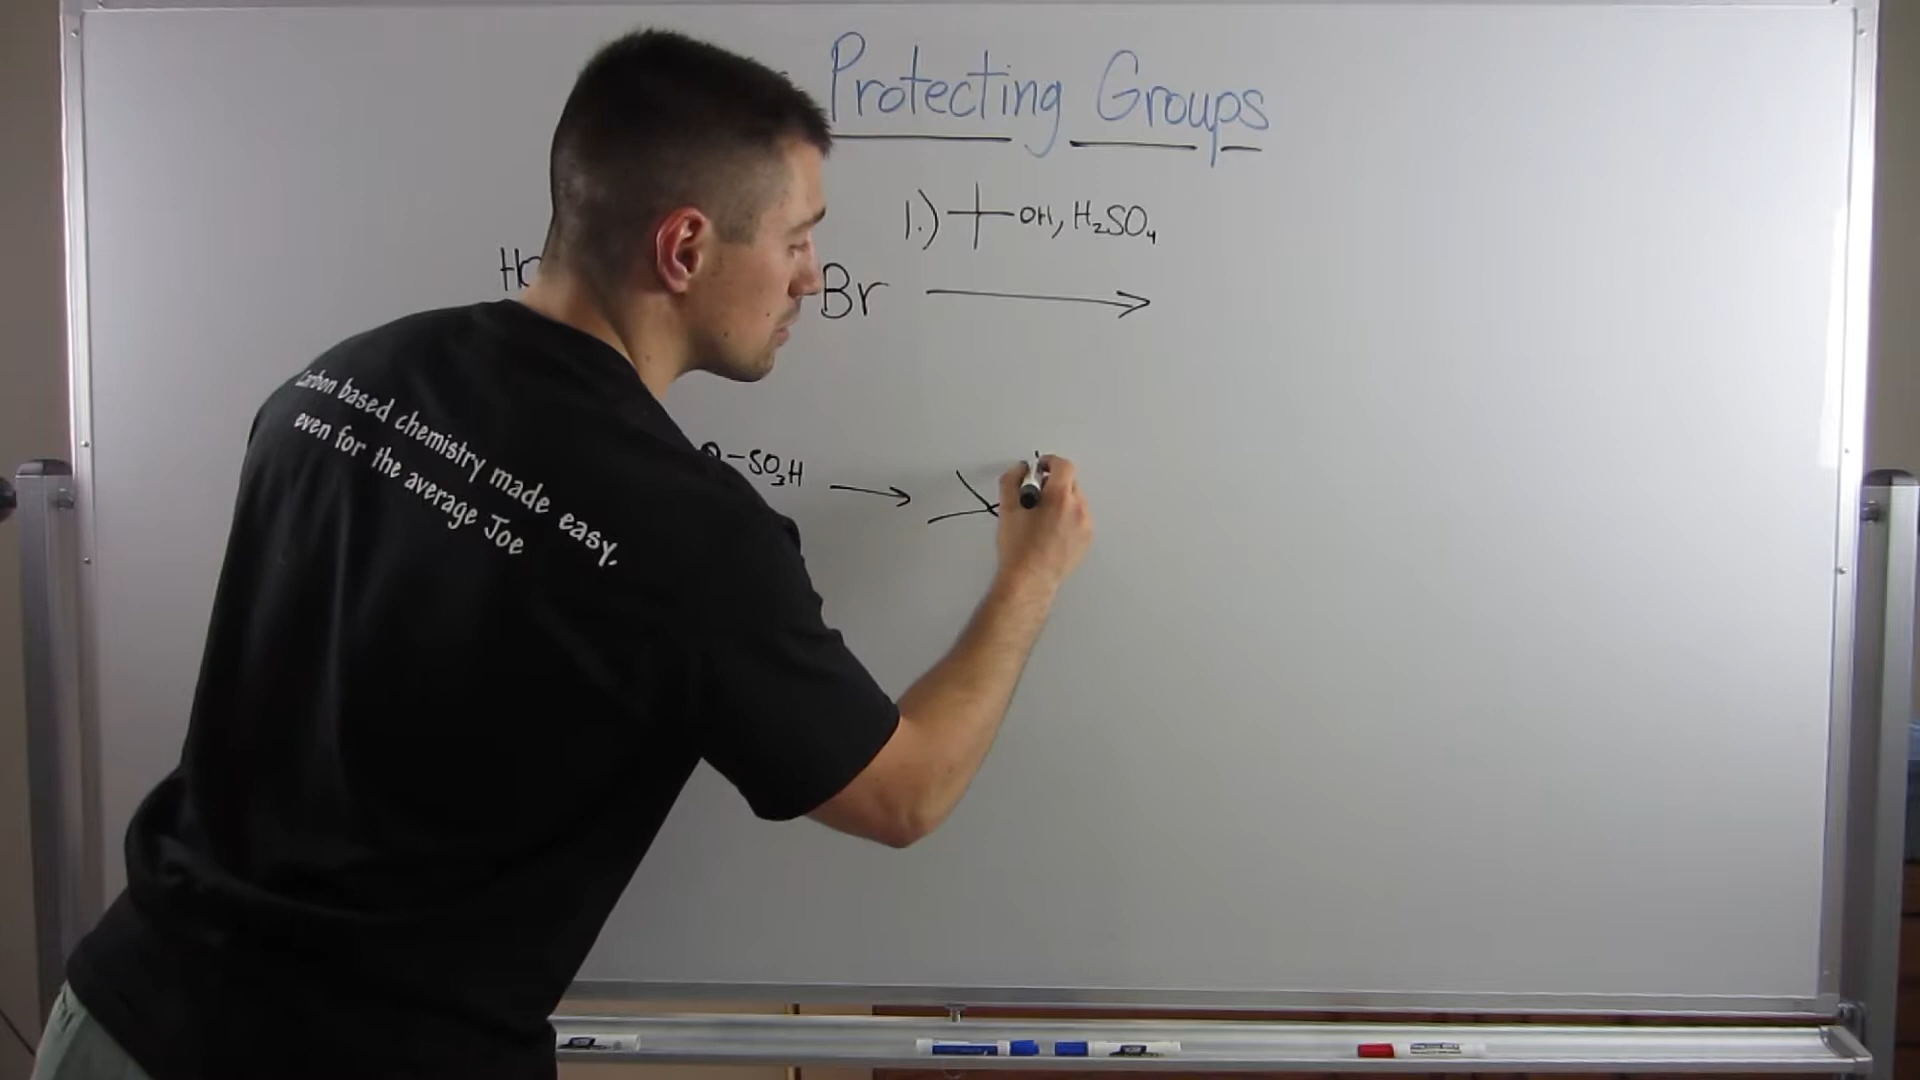 Protecting Groups
1.) OH, H₂SO₄
Br
-SO₃H
Carbon based chemistry made easy,
even for the average Joe